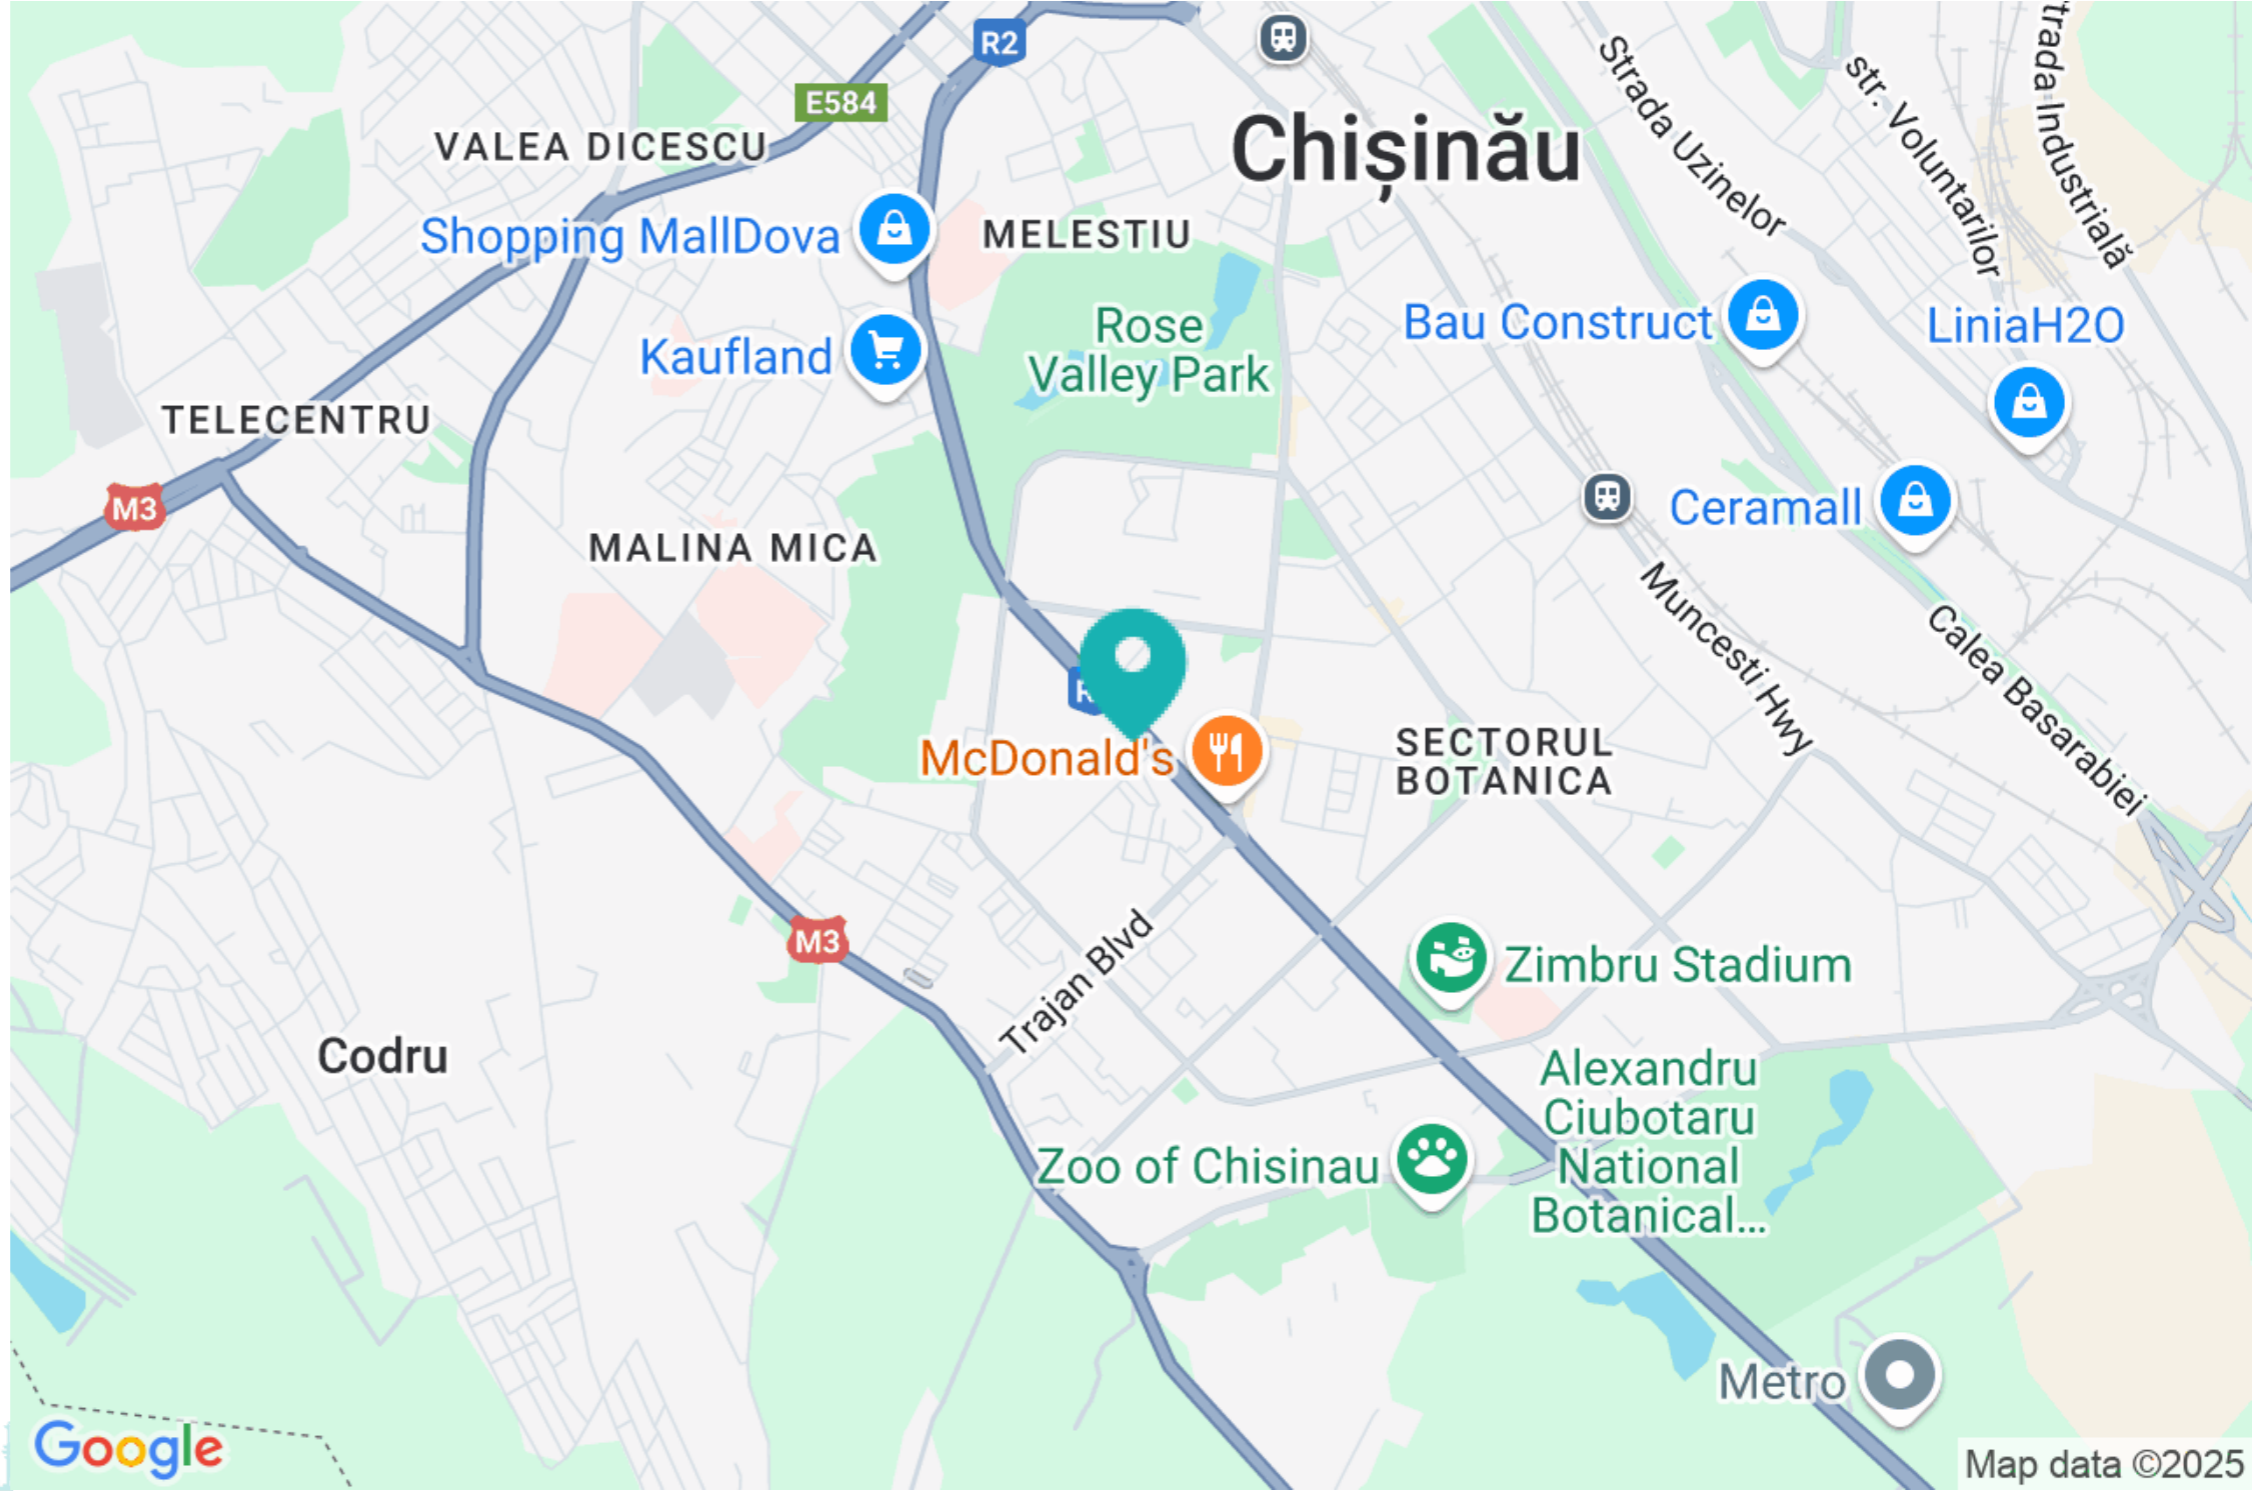 R2
E584
Chișinău
Strada Uzinelor
str. Voluntarilor
trada Industrială
VALEA DICESCU
Shopping MallDova
MELESTIU
Rose
Valley Park
Kaufland
Bau Construct
LiniaH2O
TELECENTRU
M3
Ceramall
MALINA MICA
Muncesti Hwy
Calea Basarabiei
R
McDonald's
SECTORUL
BOTANICA
M3
Trajan Blvd
Zimbru Stadium
Codru
Alexandru
Ciubotaru
National
Botanical...
Zoo of Chisinau
Metro
Google
Map data ©2025